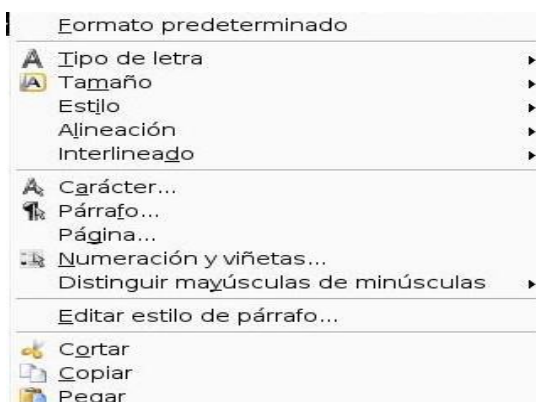 Formato predeterminado
Tipo de letra
Tamaño
Estilo
Alineación
Interlineado
Carácter...
Párrafo...
Página...
Numeración y viñetas...
Distinguir mayúsculas de minúsculas
Editar estilo de párrafo...
Cortar
Copiar
Pegar